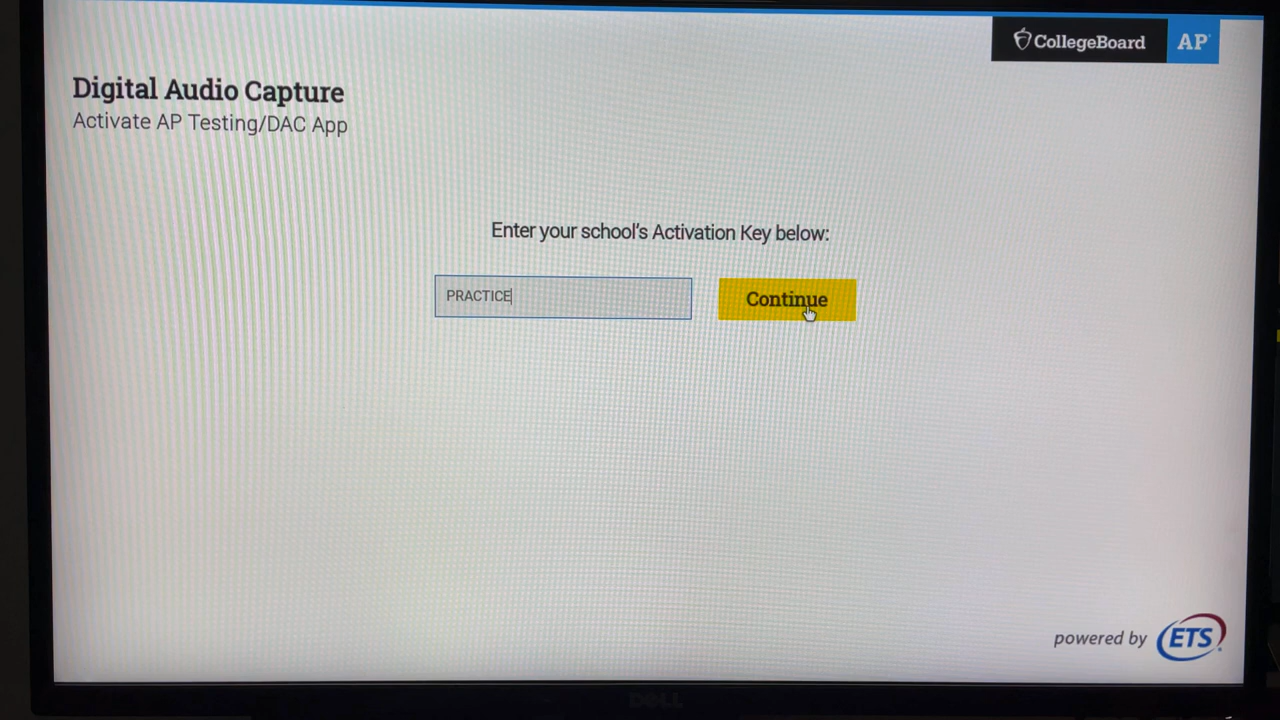 CollegeBoard AP
Digital Audio Capture
Activate AP Testing/DAC App
Enter your school's Activation Key below:
PRACTICE
Continue
powered by ETS
DELL